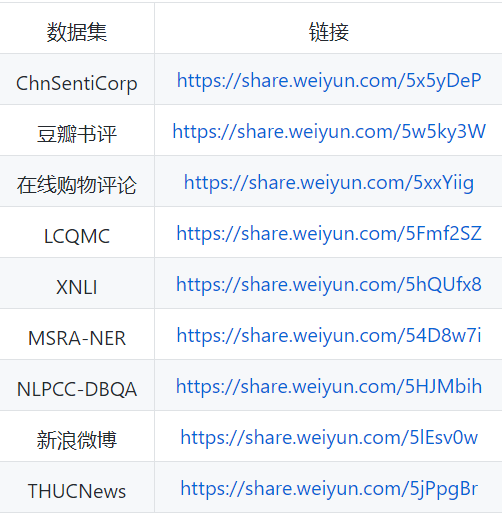 数据集 链接
ChnSentiCorp https://share.weiyun.com/5x5yDeP
豆瓣书评 https://share.weiyun.com/5w5ky3W
在线购物评论 https://share.weiyun.com/5xxYiig
LCQMC https://share.weiyun.com/5Fmf2SZ
XNLI https://share.weiyun.com/5hQUfx8
MSRA-NER https://share.weiyun.com/54D8w7i
NLPCC-DBQA https://share.weiyun.com/5HJMbih
新浪微博 https://share.weiyun.com/5lEsv0w
THUCNews https://share.weiyun.com/5jPpgBr